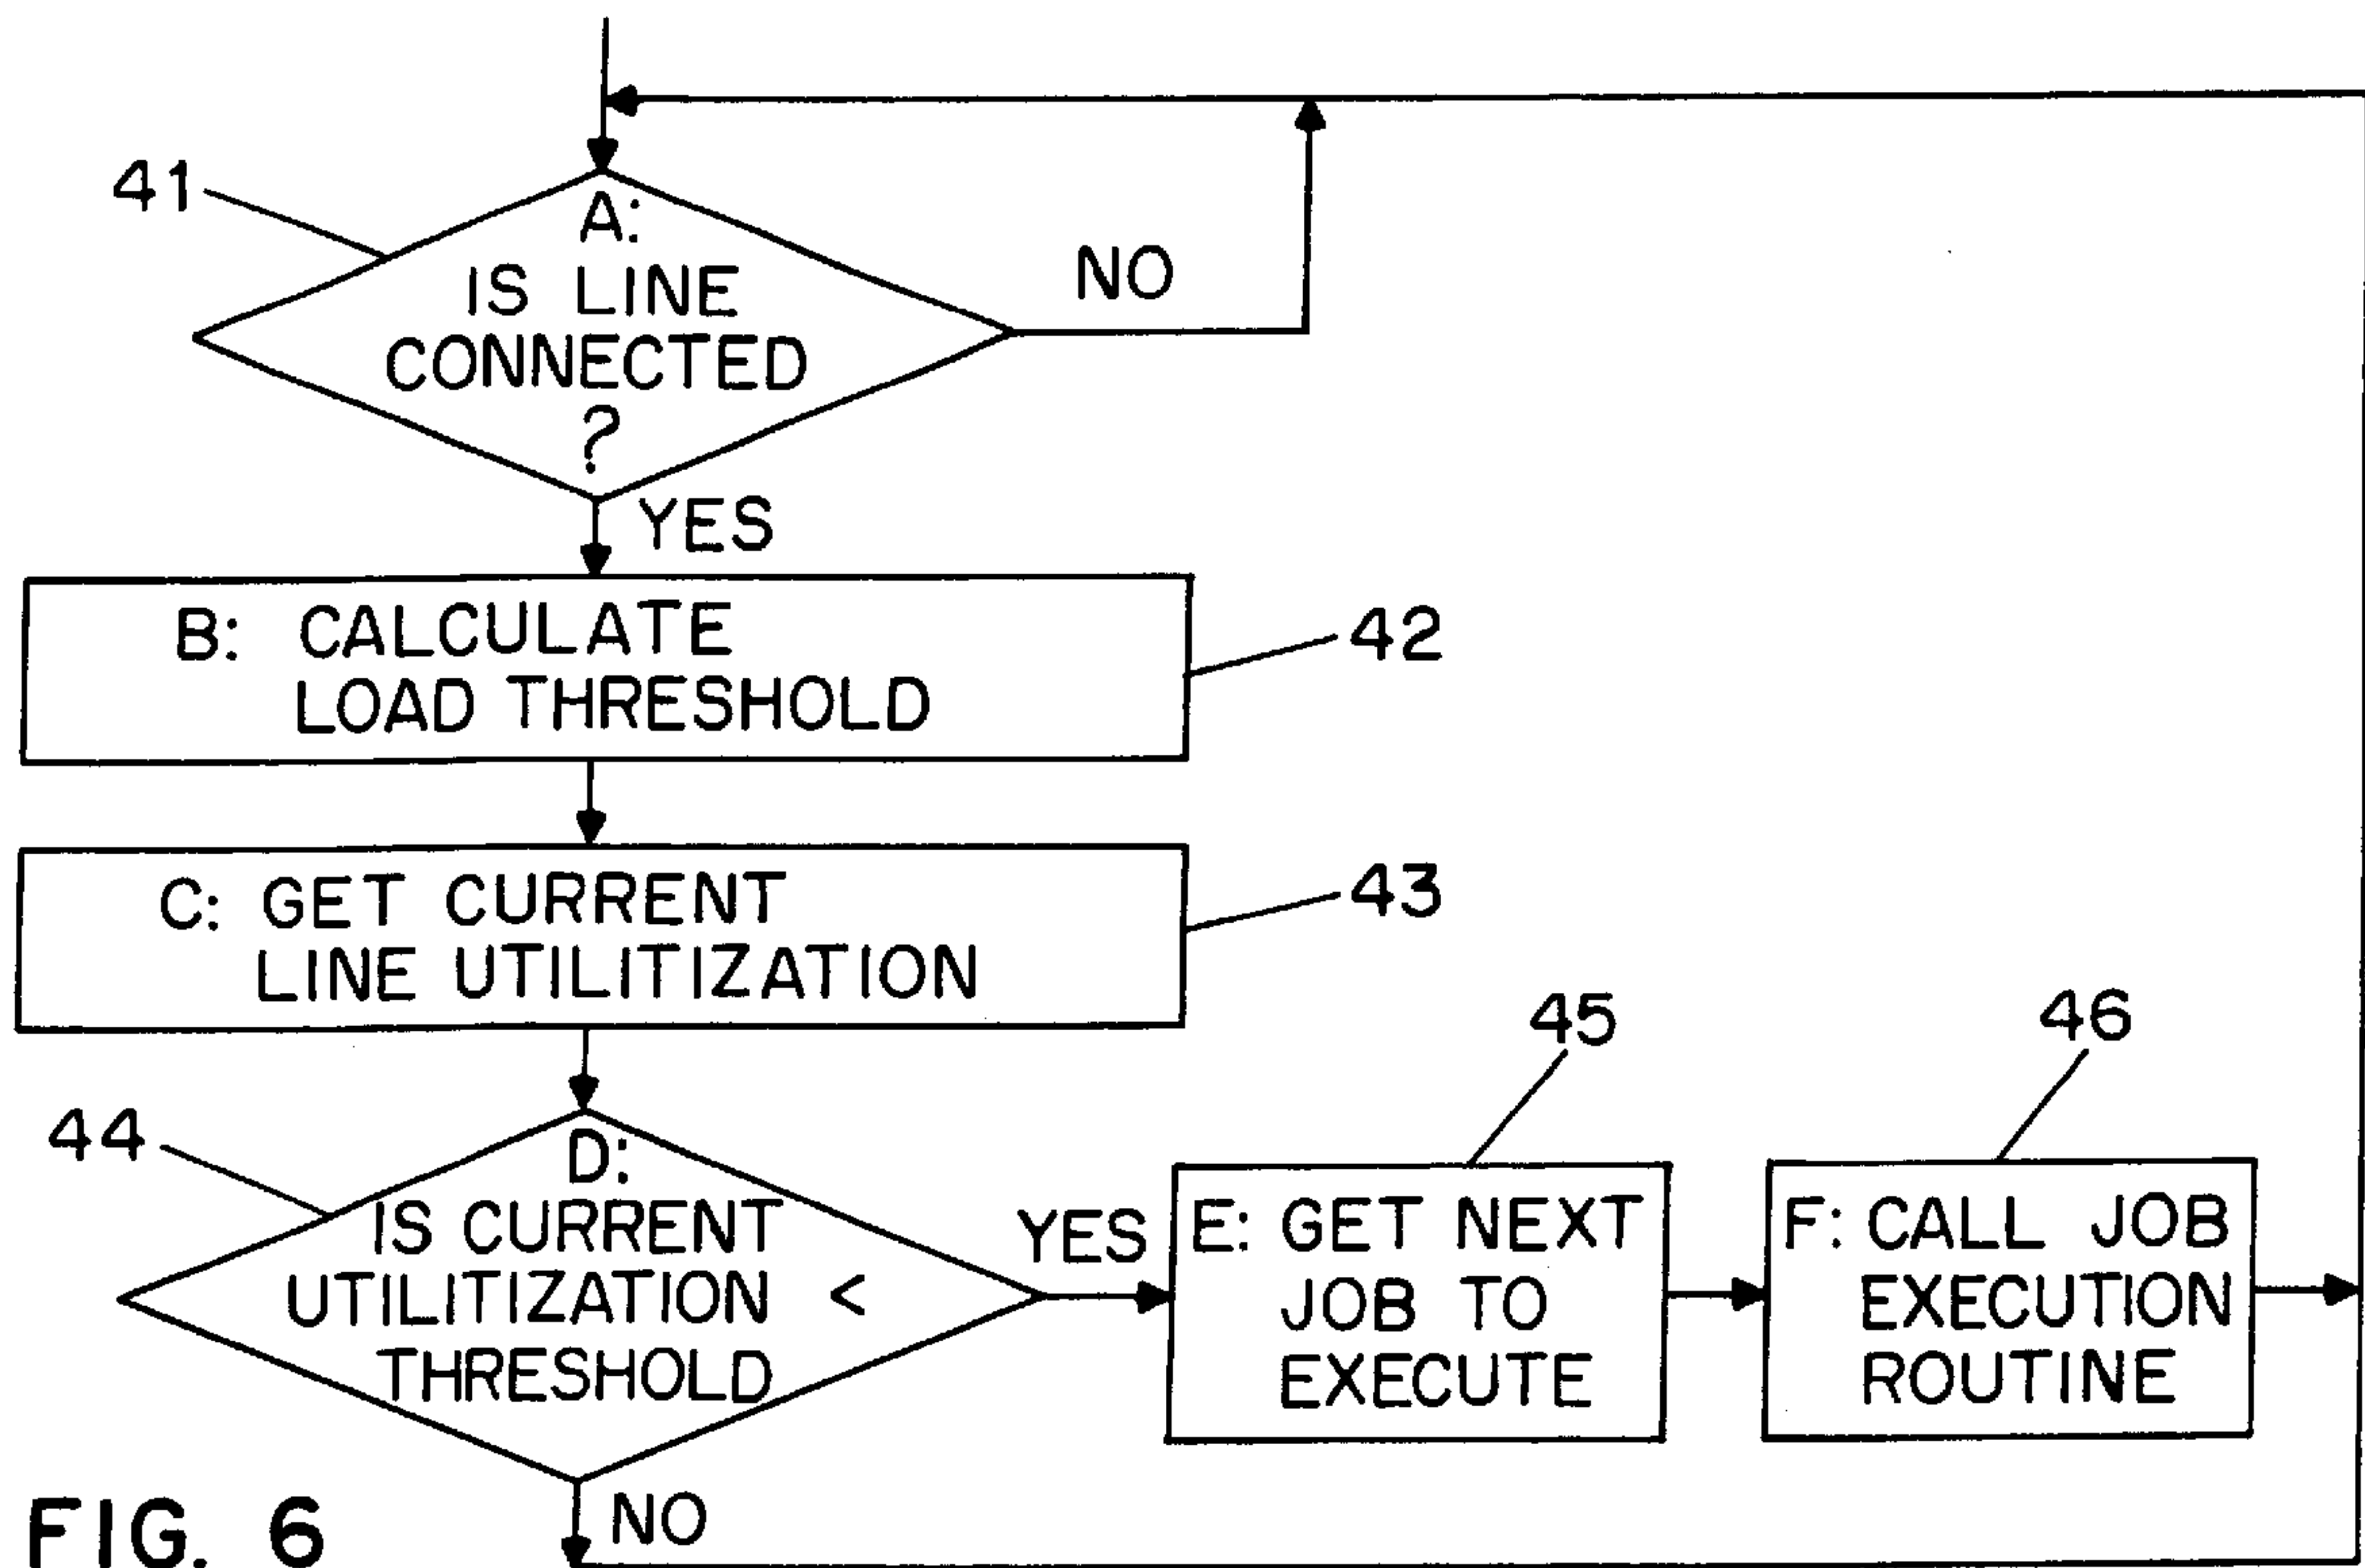 41
A:
IS LINE
CONNECTED
?
NO
YES
B: CALCULATE
LOAD THRESHOLD
42
C: GET CURRENT
LINE UTILITIZATION
43
44
D:
IS CURRENT
UTILITIZATION <
THRESHOLD
YES
45
E: GET NEXT
JOB TO
EXECUTE
46
F: CALL JOB
EXECUTION
ROUTINE
NO
FIG. 6